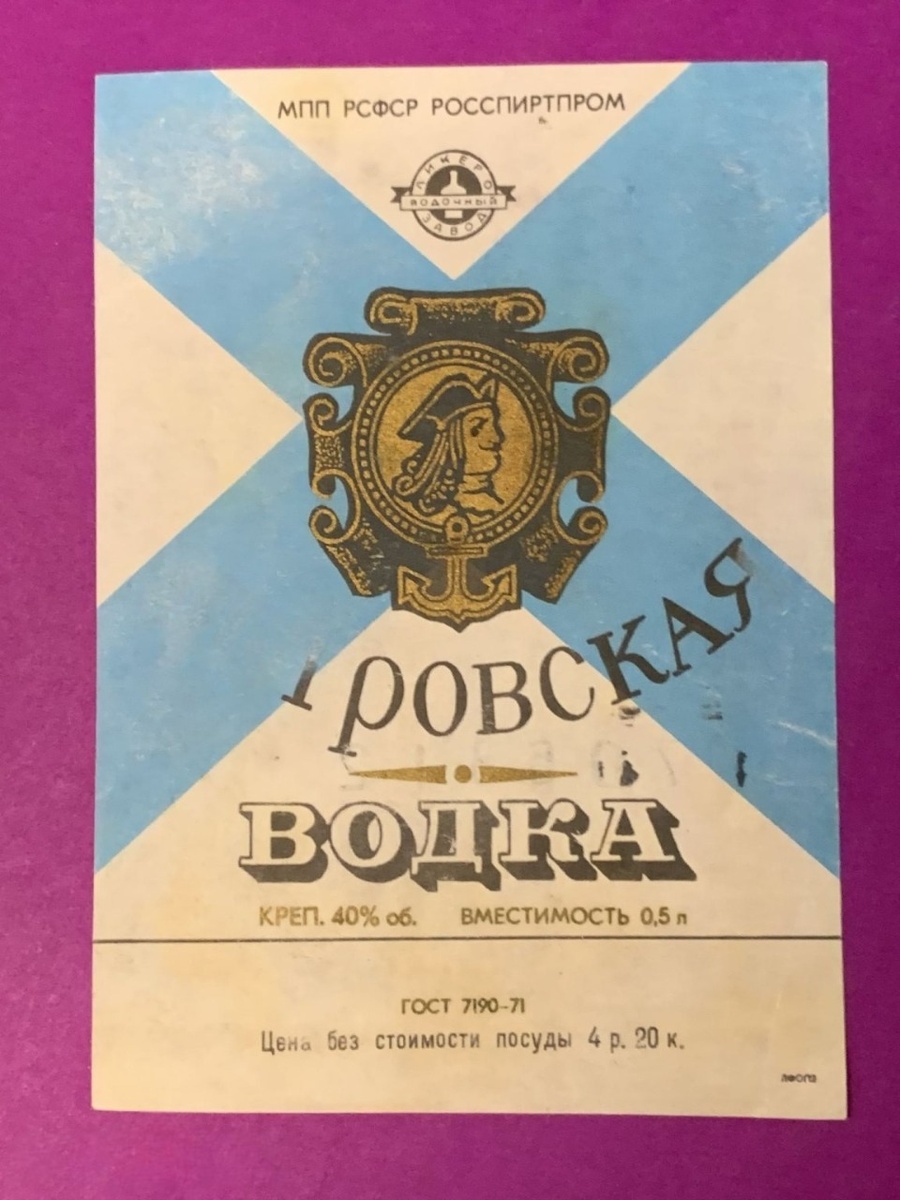 МПП РСФСР РОССПИРТПРОМ
ЛИКЕРО
ВОДОЧНЫЙ
ЗАВОД
ТРОВСКАЯ
ВОДКА
КРЕП. 40% об. ВМЕСТИМОСТЬ 0,5 л
ГОСТ 7190-71
Цена без стоимости посуды 4 р. 20 к.